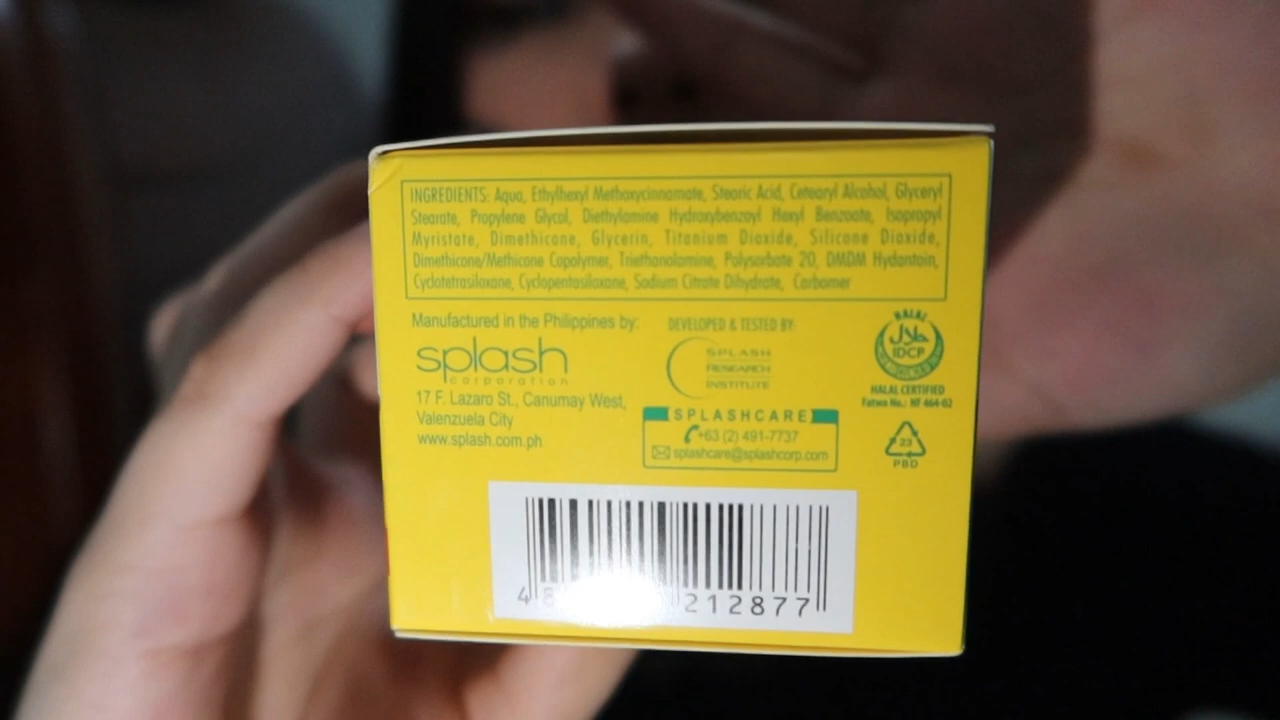 INGREDIENTS: Aqua, Ethylhexyl Methoxycinnamate, Stearic Acid, Cetearyl Alcohol, Glyceryl
Stearate, Propylene Glycol, Diethylamine Hydroxybenzoyl Hexyl Benzoate, Isopropyl
Myristate, Dimethicone, Glycerin, Titanium Dioxide, Silicone Dioxide,
Dimethicone/Methicone Copolymer, Triethanolamine, Polysorbate 20, DMDM Hydantoin,
Cyclotetrasiloxane, Cyclopentasiloxane, Sodium Citrate Dihydrate, Carbomer
Manufactured in the Philippines by:
splash
corporation
17 F. Lazaro St., Canumay West,
Valenzuela City
www.splash.com.ph
DEVELOPED & TESTED BY:
SPLASH
RESEARCH
INSTITUTE
SPLASHCARE
+63 (2) 491-7737
splashcare@splashcorp.com
HALAL
حلال
IDCP
HALAL CERTIFIED
Fatwa No.: HF 464-02
23
PBD
4 8 212877